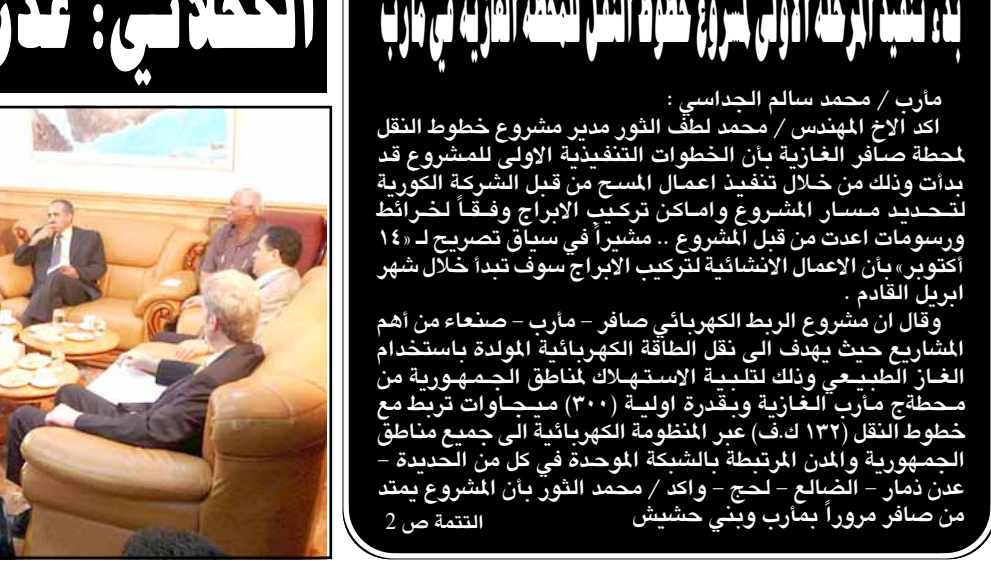 بدء تنفيذ المرحلة الاولى لمشروع خطوط النقل للمحطة الغازية في مارب
مأرب / محمد سالم الجداسي :
اكد الاخ المهندس / محمد لطف الثور مدير مشروع خطوط النقل
لمحطة صافر الغازية بأن الخطوات التنفيذية الاولى للمشروع قد
بدأت وذلك من خلال تنفيذ اعمال المسح من قبل الشركة الكورية
لتحديد مسار المشروع واماكن تركيب الابراج وفقاً لخرائط
ورسومات اعدت من قبل المشروع .. مشيراً في سياق تصريح لـ «١٤
أكتوبر» بأن الاعمال الانشائية لتركيب الابراج سوف تبدأ خلال شهر
ابريل القادم .
وقال ان مشروع الربط الكهربائي صافر – مأرب – صنعاء من أهم
المشاريع حيث يهدف الى نقل الطاقة الكهربائية المولدة باستخدام
الغاز الطبيعي وذلك لتلبية الاستهلاك لمناطق الجمهورية من
محطةج مأرب الغازية وبقدرة اولية (٣٠٠) ميجاوات تربط مع
خطوط النقل (١٣٢ ك.ف) عبر المنظومة الكهربائية الى جميع مناطق
الجمهورية والمدن المرتبطة بالشبكة الموحدة في كل من الحديدة –
عدن ذمار – الضالع – لحج – واكد / محمد الثور بأن المشروع يمتد
من صافر مروراً بمأرب وبني حشيش
التتمة ص 2
الكحلاني: عدن